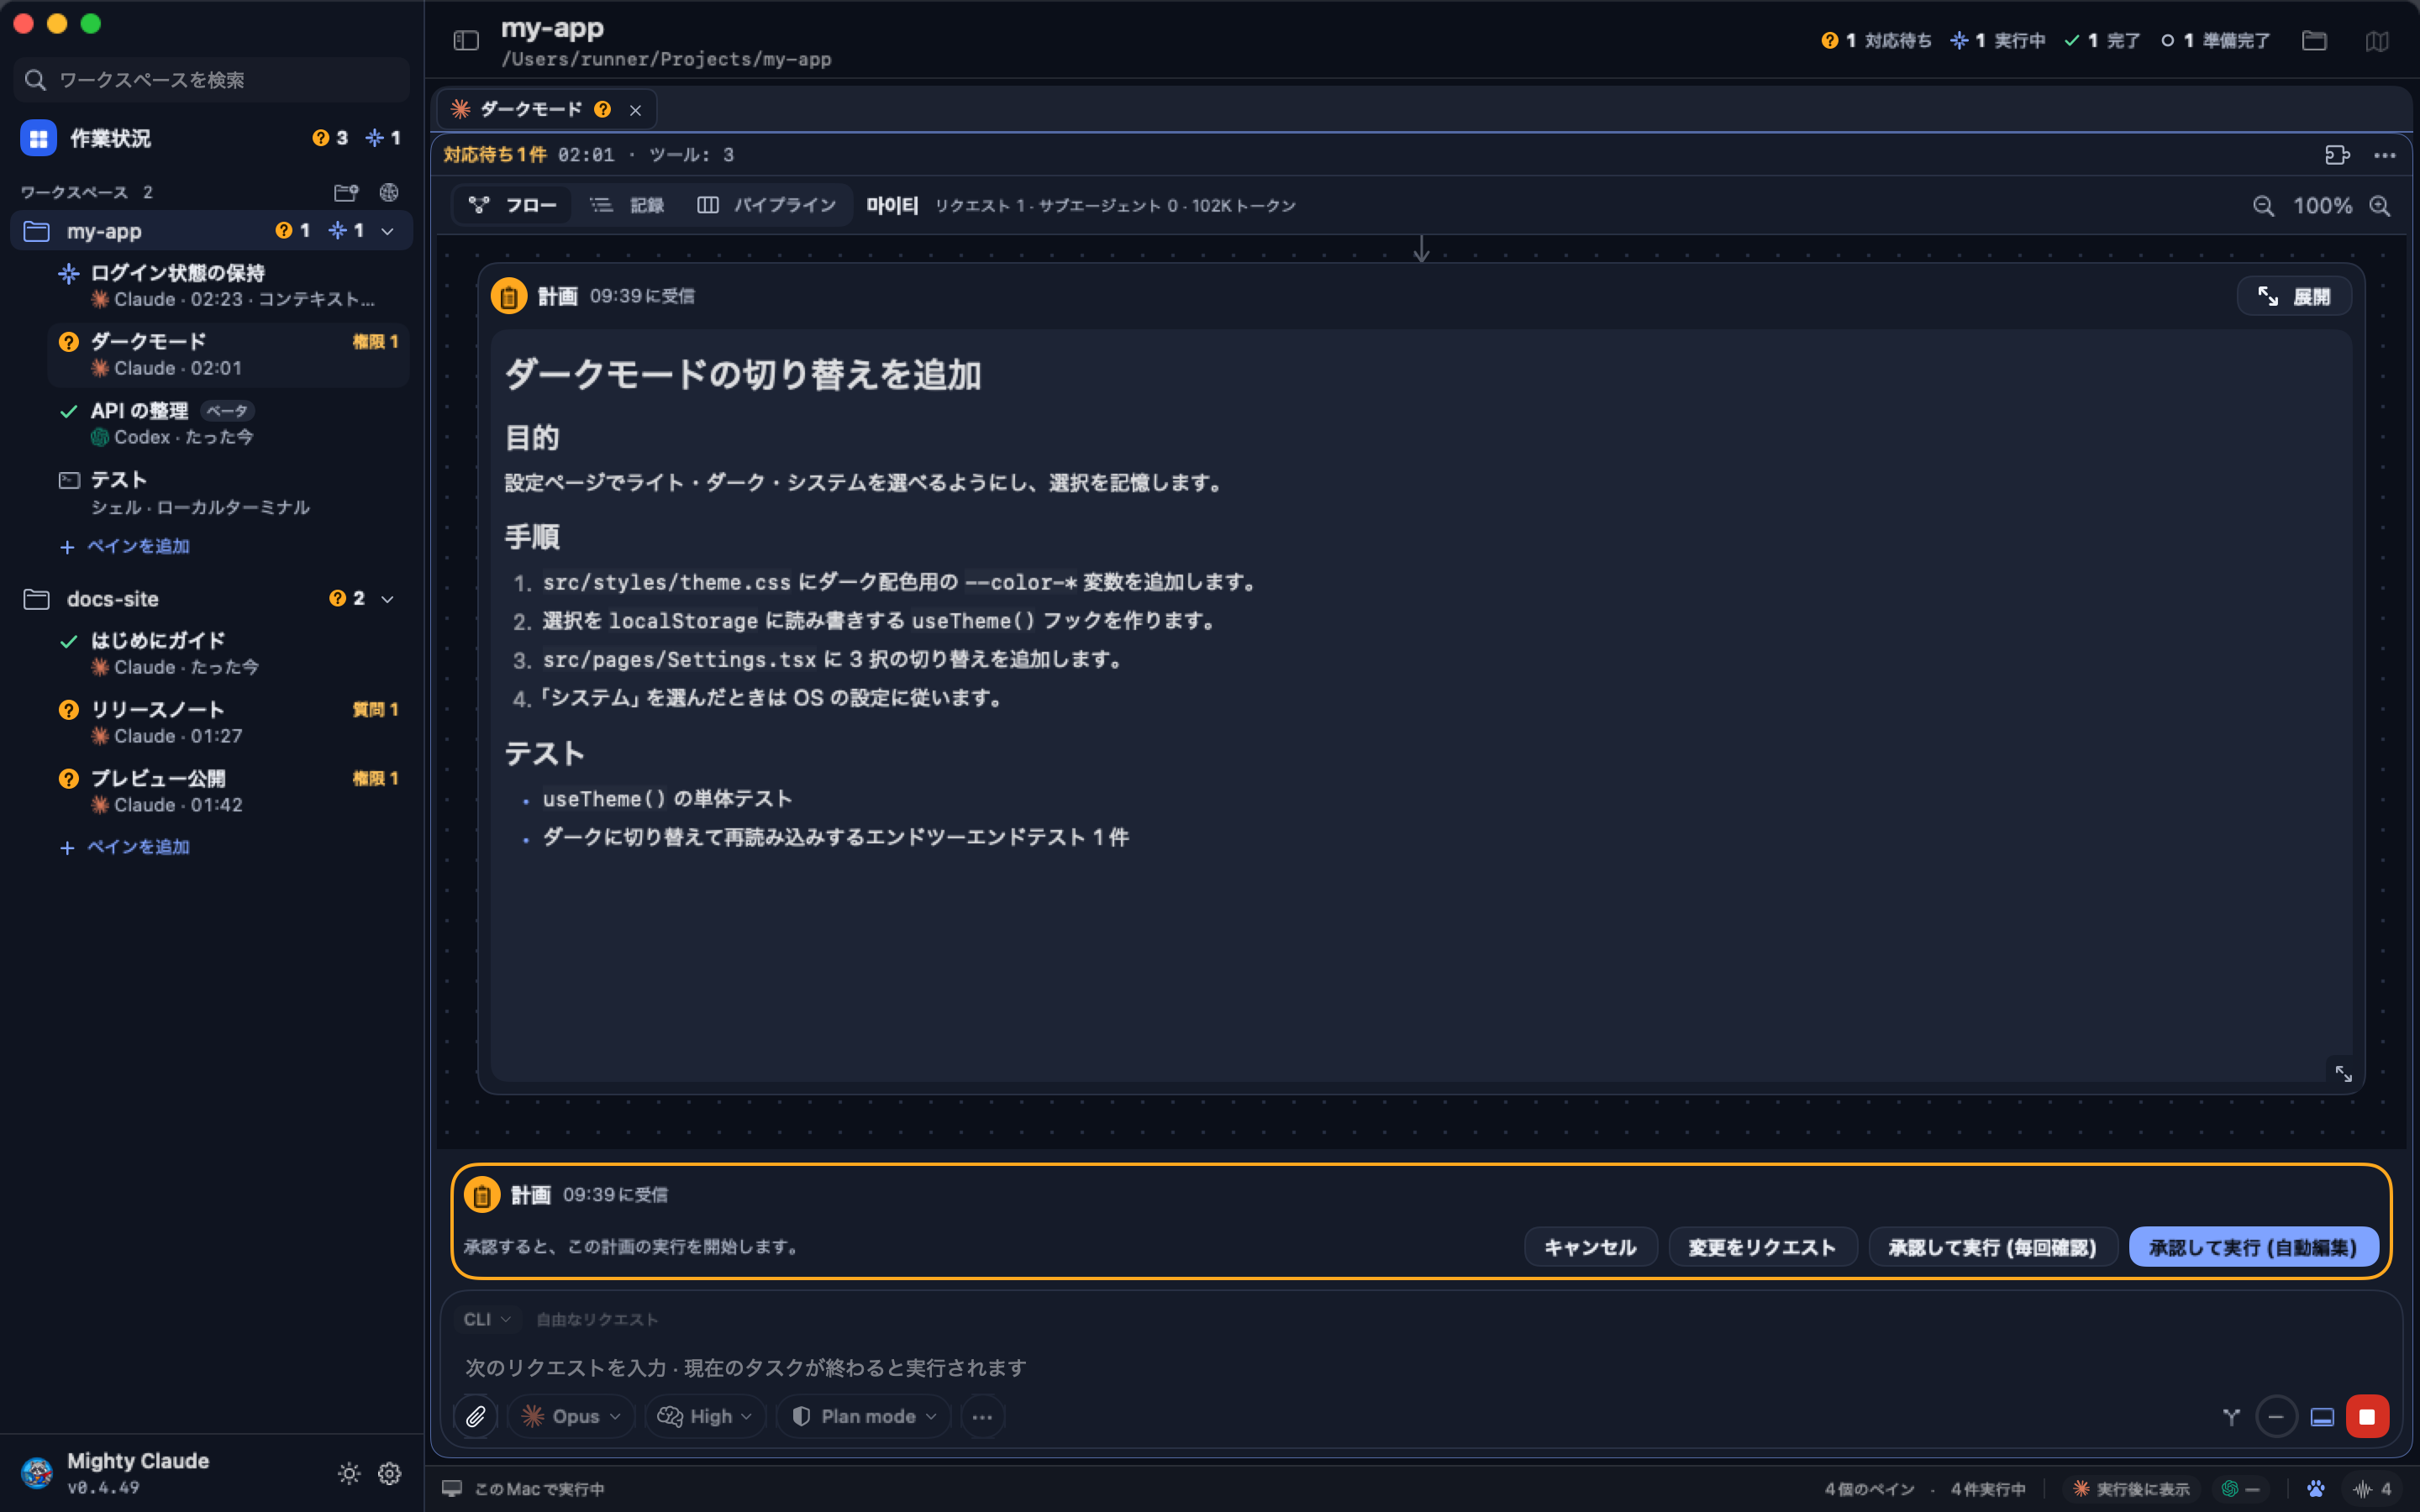 ワークスペースを検索
作業状況 3 1
ワークスペース 2
my-app 1 1
ログイン状態の保持
Claude · 02:23 · コンテキスト...
ダークモード 権限 1
Claude · 02:01
API の整理 ベータ
Codex · たった今
テスト
シェル · ローカルターミナル
+ ペインを追加
docs-site 2
はじめにガイド
Claude · たった今
リリースノート 質問 1
Claude · 01:27
プレビュー公開 権限 1
Claude · 01:42
+ ペインを追加
Mighty Claude
v0.4.49
my-app
/Users/runner/Projects/my-app
1 対応待ち 1 実行中 1 完了 1 準備完了
ダークモード
対応待ち1件 02:01 · ツール: 3
フロー 記録 パイプライン 마이티 リクエスト 1 · サブエージェント 0 · 102K トークン
100%
計画 09:39 に受信
展開
ダークモードの切り替えを追加
目的
設定ページでライト・ダーク・システムを選べるようにし、選択を記憶します。
手順
1. src/styles/theme.css にダーク配色用の --color-* 変数を追加します。
2. 選択を localStorage に読み書きする useTheme() フックを作ります。
3. src/pages/Settings.tsx に 3 択の切り替えを追加します。
4.「システム」を選んだときは OS の設定に従います。
テスト
• useTheme() の単体テスト
• ダークに切り替えて再読み込みするエンドツーエンドテスト 1 件
計画 09:39 に受信
承認すると、この計画の実行を開始します。
キャンセル 変更をリクエスト 承認して実行 (毎回確認) 承認して実行 (自動編集)
CLI 自由なリクエスト
次のリクエストを入力 · 現在のタスクが終わると実行されます
Opus High Plan mode
この Mac で実行中
4個のペイン · 4件実行中 実行後に表示 — 4